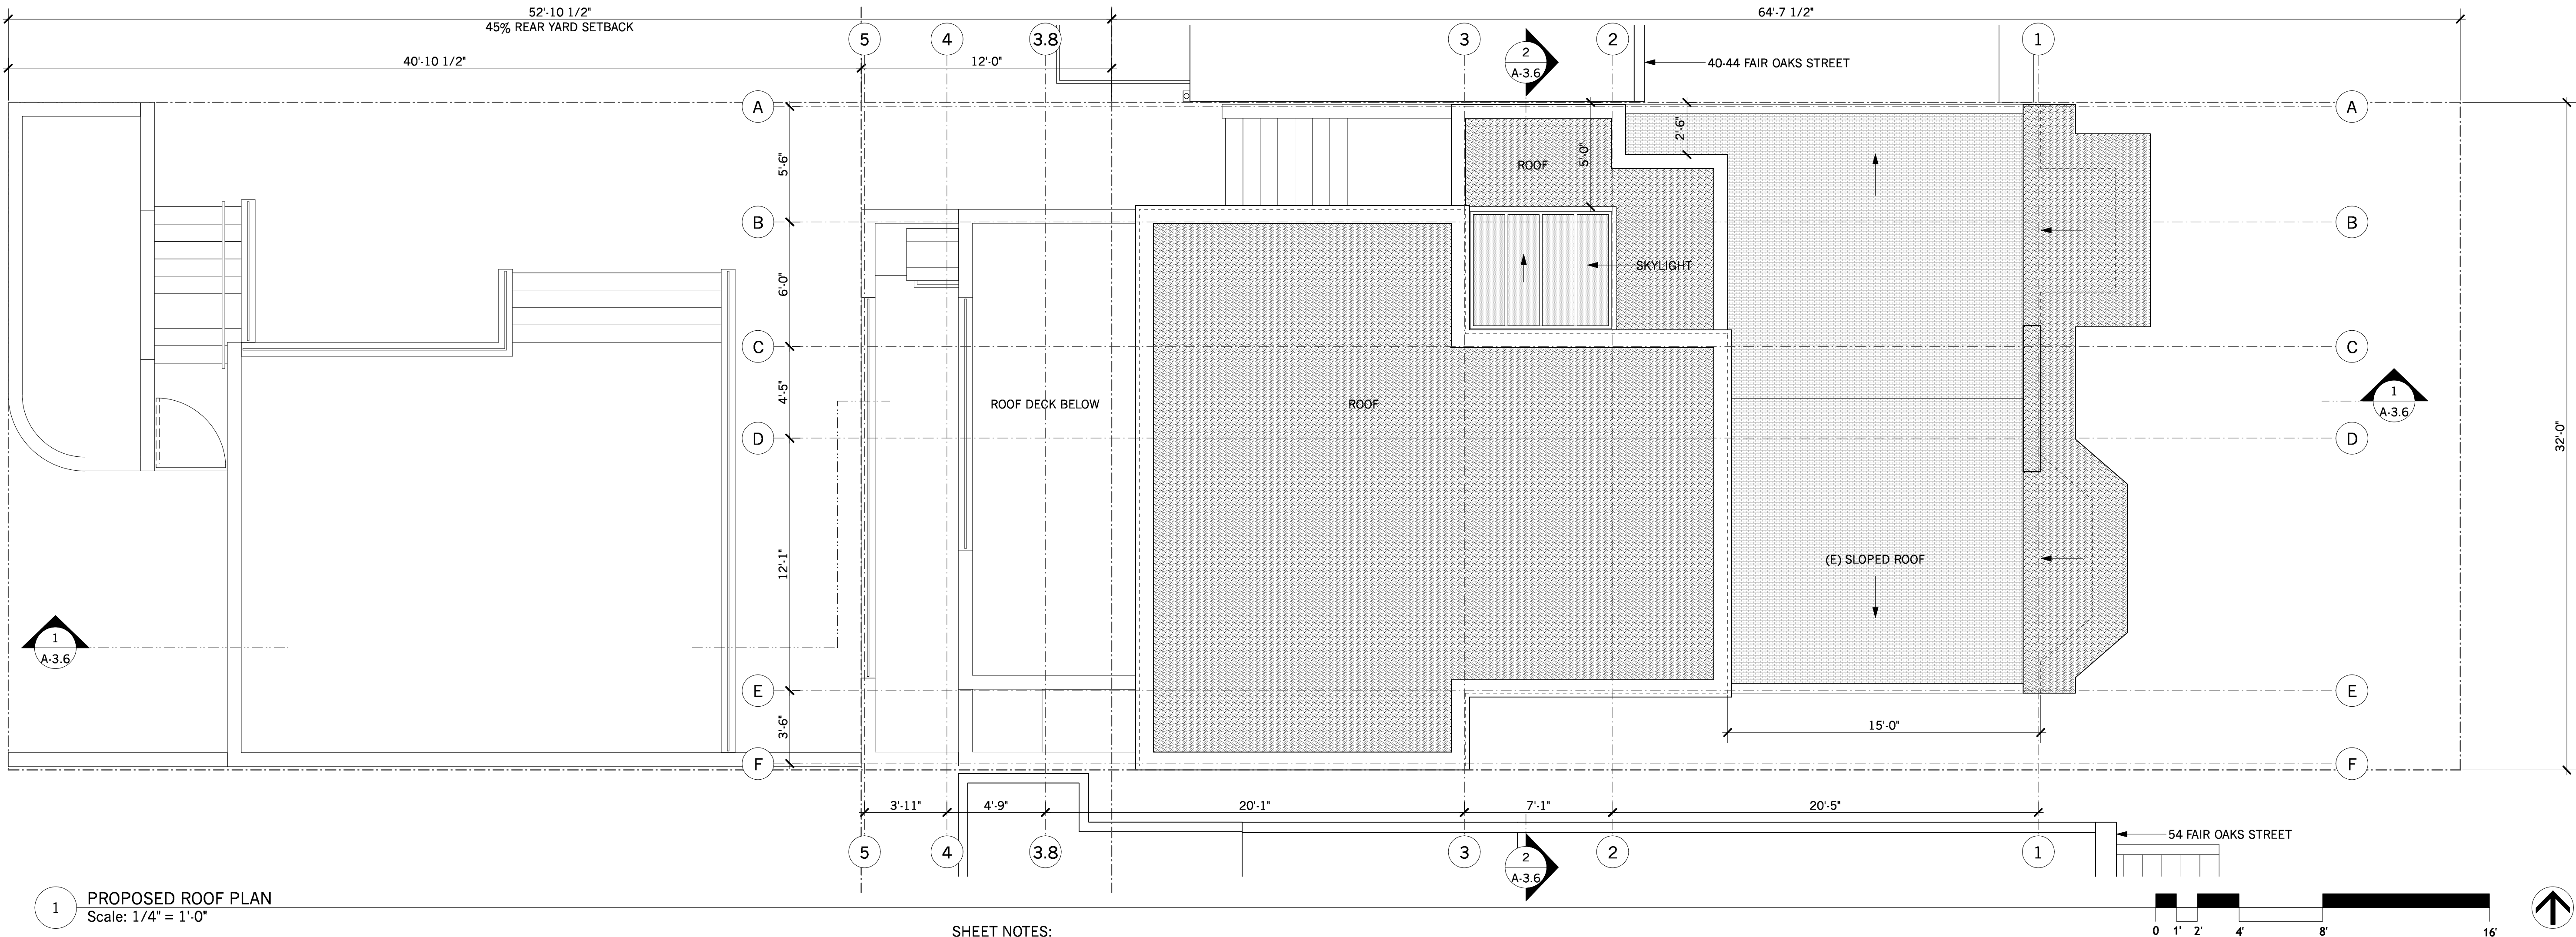 52'-10 1/2"
64'-7 1/2"
45% REAR YARD SETBACK
5
4
3.8
3
2
1
2
A-3.6
40'-10 1/2"
12'-0"
40-44 FAIR OAKS STREET
A
A
5'-6"
5'-0"
2'-6"
ROOF
B
B
SKYLIGHT
6'-0"
C
C
4'-5"
ROOF DECK BELOW
ROOF
1
A-3.6
D
D
32'-0"
12'-1"
(E) SLOPED ROOF
1
A-3.6
E
E
3'-6"
15'-0"
F
F
3'-11"
4'-9"
20'-1"
7'-1"
20'-5"
54 FAIR OAKS STREET
5
4
3.8
3
2
1
2
A-3.6
1
PROPOSED ROOF PLAN
Scale: 1/4" = 1'-0"
SHEET NOTES:
0 1' 2' 4' 8' 16'